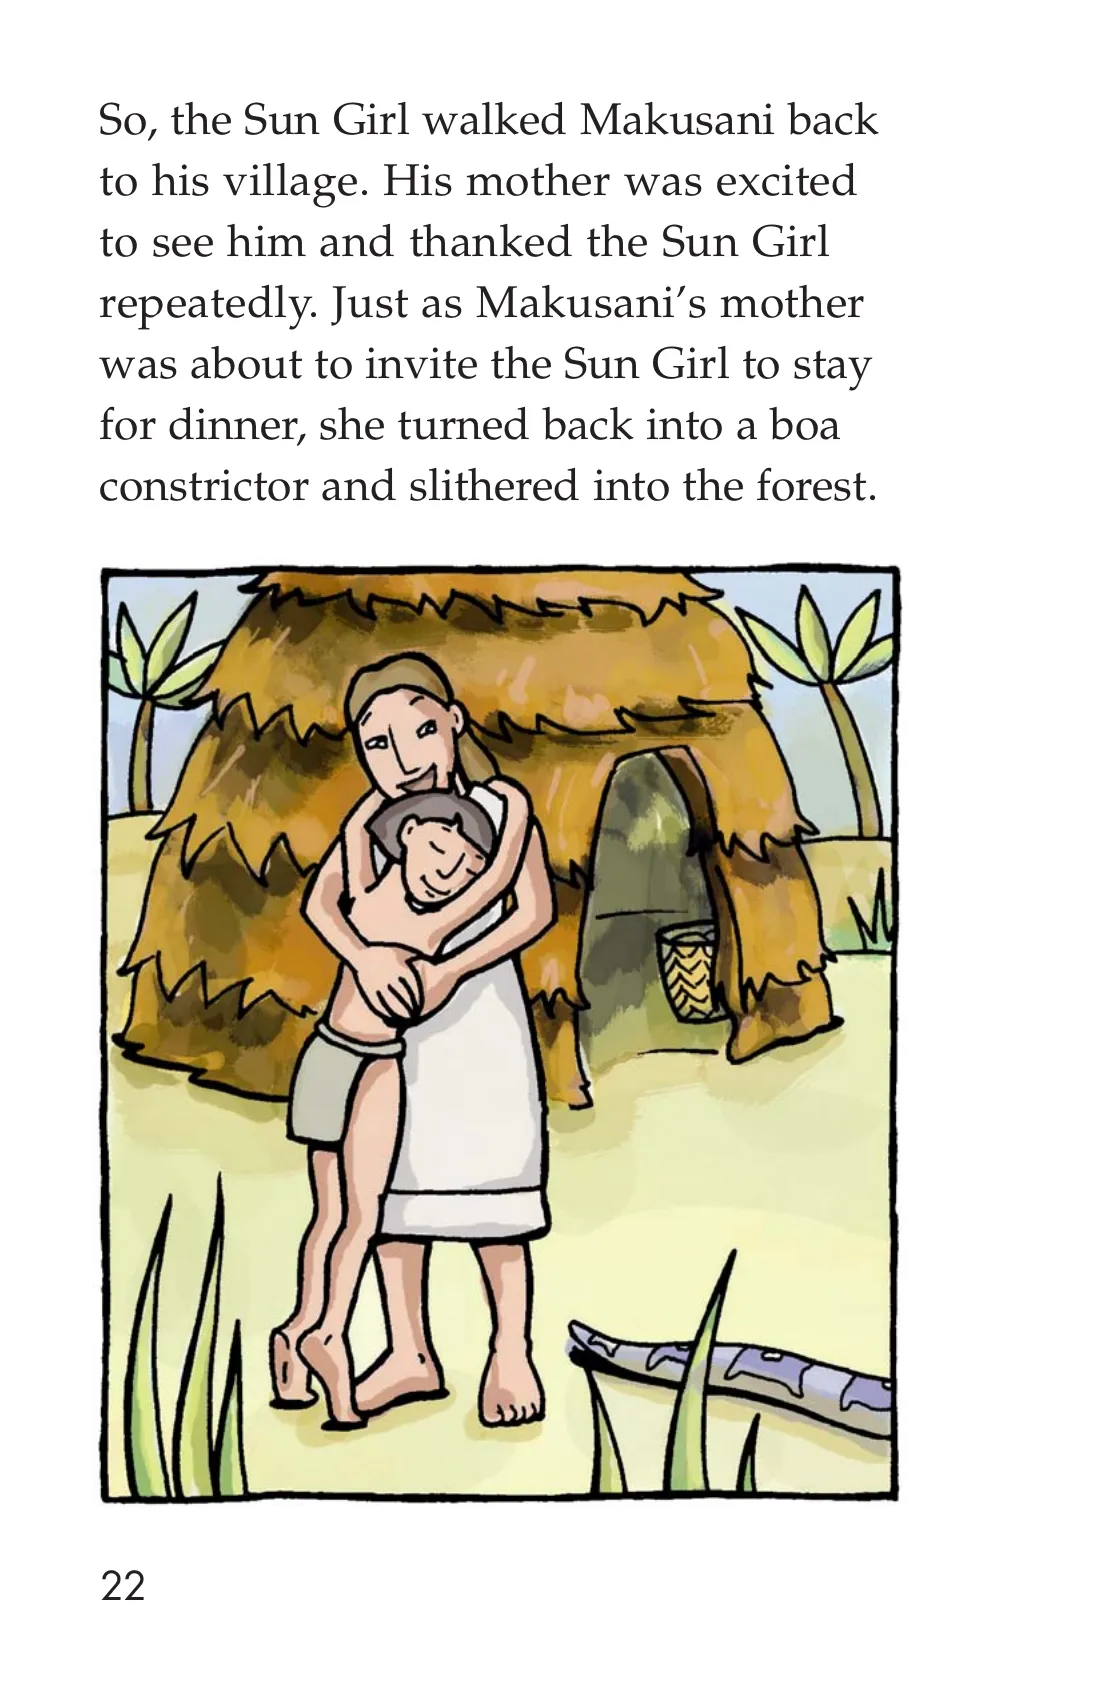 So, the Sun Girl walked Makusani back
to his village. His mother was excited
to see him and thanked the Sun Girl
repeatedly. Just as Makusani’s mother
was about to invite the Sun Girl to stay
for dinner, she turned back into a boa
constrictor and slithered into the forest.
22